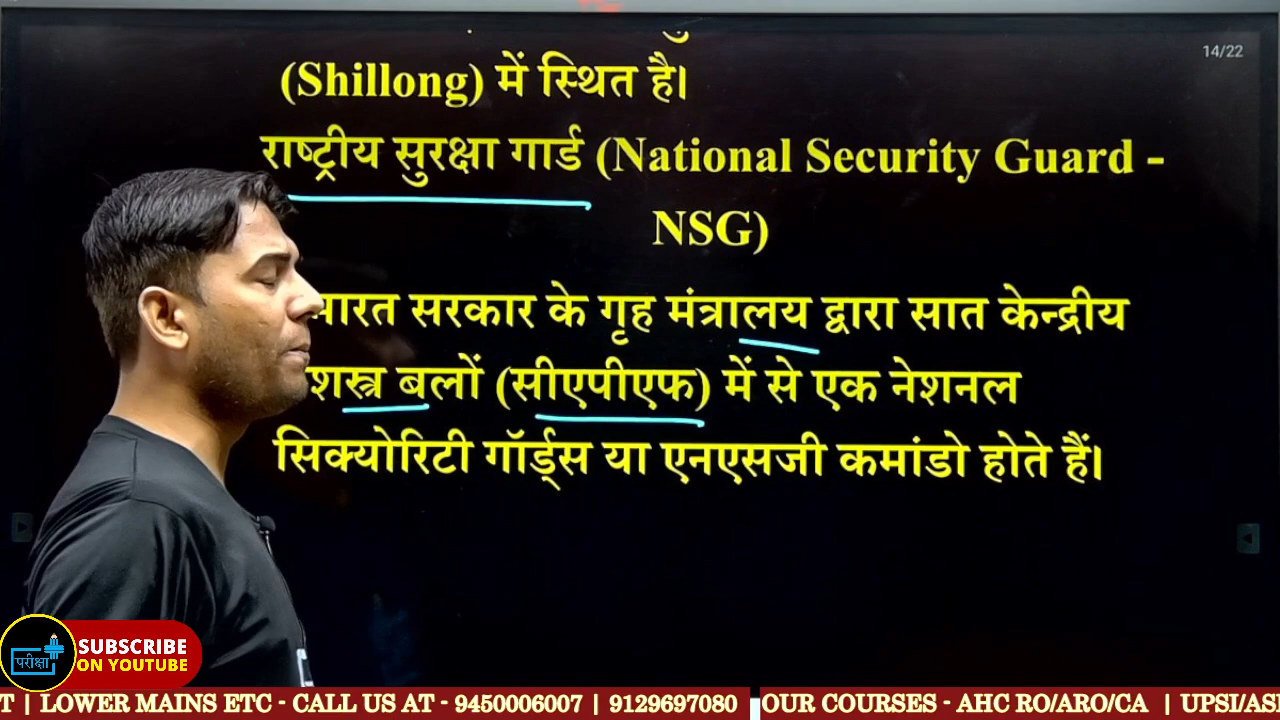 14/22
(Shillong) में स्थित है।
राष्ट्रीय सुरक्षा गार्ड (National Security Guard -
NSG)
भारत सरकार के गृह मंत्रालय द्वारा सात केन्द्रीय
शस्त्र बलों (सीएपीएफ) में से एक नेशनल
सिक्योरिटी गॉर्ड्स या एनएसजी कमांडो होते हैं।
परीक्षा
SUBSCRIBE
ON YOUTUBE
T | LOWER MAINS ETC - CALL US AT - 9450006007 | 9129697080 OUR COURSES - AHC RO/ARO/CA | UPSI/ASI